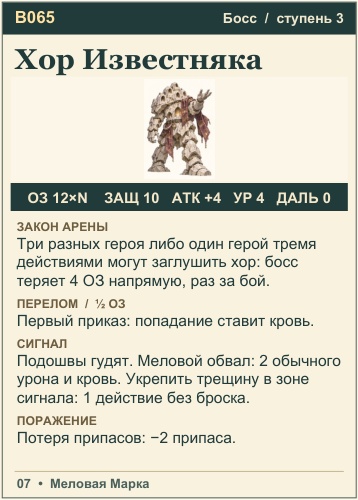 B065
Босс / ступень 3
Хор Известняка
ОЗ 12×N ЗАЩ 10 АТК +4 УР 4 ДАЛЬ 0
ЗАКОН АРЕНЫ
Три разных героя либо один герой тремя
действиями могут заглушить хор: босс
теряет 4 ОЗ напрямую, раз за бой.
ПЕРЕЛОМ / ½ ОЗ
Первый приказ: попадание ставит кровь.
СИГНАЛ
Подошвы гудят. Меловой обвал: 2 обычного
урона и кровь. Укрепить трещину в зоне
сигнала: 1 действие без броска.
ПОРАЖЕНИЕ
Потеря припасов: −2 припаса.
07 • Меловая Марка